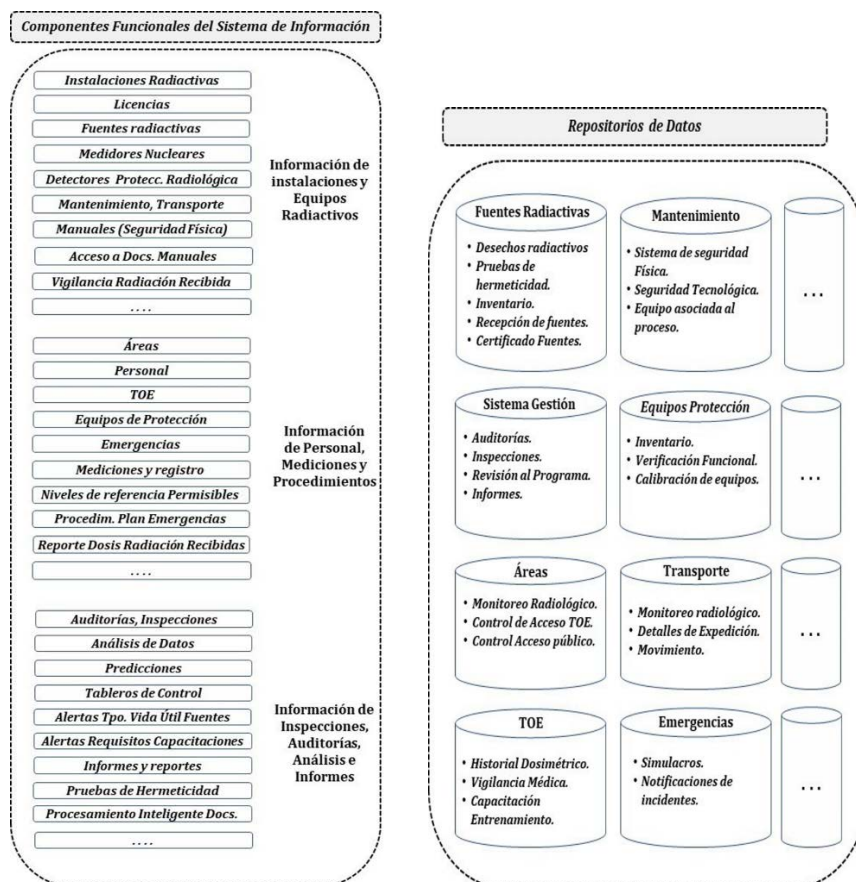 Componentes Funcionales del Sistema de Información
Instalaciones Radiactivas
Licencias
Fuentes radiactivas
Medidores Nucleares
Detectores Protecc. Radiológica
Mantenimiento, Transporte
Manuales (Seguridad Física)
Acceso a Docs. Manuales
Vigilancia Radiación Recibida
. . . .
Información de
instalaciones y
Equipos
Radiactivos
Áreas
Personal
TOE
Equipos de Protección
Emergencias
Mediciones y registro
Niveles de referencia Permisibles
Procedim. Plan Emergencias
Reporte Dosis Radiación Recibidas
. . . .
Información
de Personal,
Mediciones y
Procedimientos
Auditorías, Inspecciones
Análisis de Datos
Predicciones
Tableros de Control
Alertas Tpo. Vida Útil Fuentes
Alertas Requisitos Capacitaciones
Informes y reportes
Pruebas de Hermeticidad
Procesamiento Inteligente Docs.
. . . .
Información de
Inspecciones,
Auditorías,
Análisis e
Informes
Repositorios de Datos
Fuentes Radiactivas
• Desechos radiactivos
• Pruebas de
hermeticidad.
• Inventario.
• Recepción de fuentes.
• Certificado Fuentes.
Mantenimiento
• Sistema de seguridad
Física.
• Seguridad Tecnológica.
• Equipo asociada al
proceso.
...
Sistema Gestión
• Auditorías.
• Inspecciones.
• Revisión al Programa.
• Informes.
Equipos Protección
• Inventario.
• Verificación Funcional.
• Calibración de equipos.
...
Áreas
• Monitoreo Radiológico.
• Control de Acceso TOE.
• Control Acceso público.
Transporte
• Monitoreo radiológico.
• Detalles de Expedición.
• Movimiento.
...
TOE
• Historial Dosimétrico.
• Vigilancia Médica.
• Capacitación
Entrenamiento.
Emergencias
• Simulacros.
• Notificaciones de
incidentes.
...